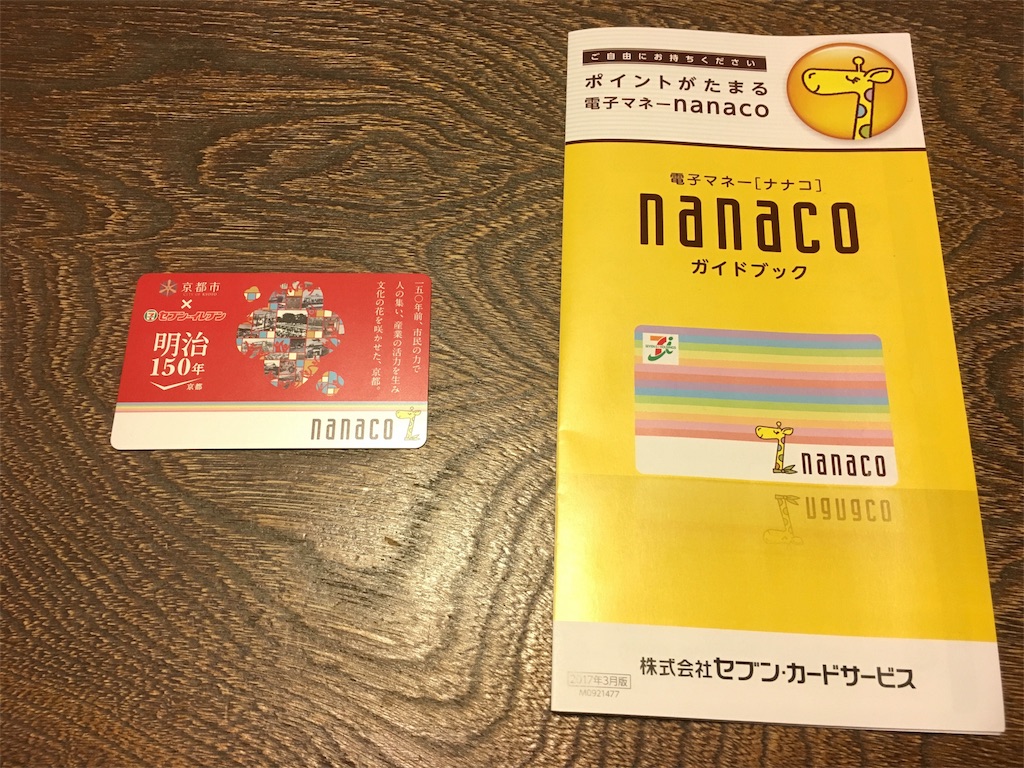 京都市
×
セブン-イレブン
明治
150年
京都
一五〇年前、市民の力で
人の集い、産業の活力を生み
文化の花を咲かせた、京都。
nanaco
ご自由にお持ちください
ポイントがたまる
電子マネーnanaco
電子マネー[ナナコ]
nanaco
ガイドブック
nanaco
株式会社セブン・カードサービス
2017年3月版
M0921477